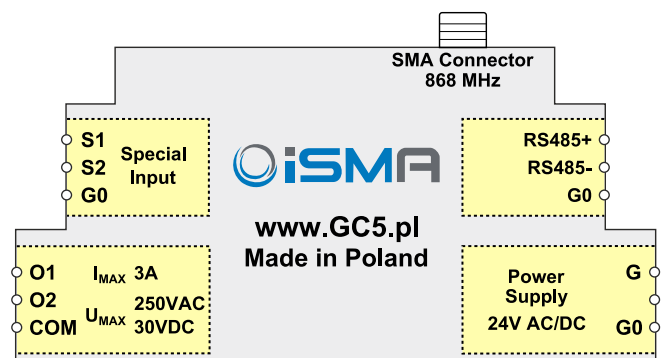 SMA Connector
868 MHz
S1
S2
G0
Special
Input
iSMA
RS485+
RS485-
G0
www.GC5.pl
Made in Poland
O1
O2
COM
IMAX 3A
UMAX 250VAC
30VDC
Power
Supply
24V AC/DC
G
G0